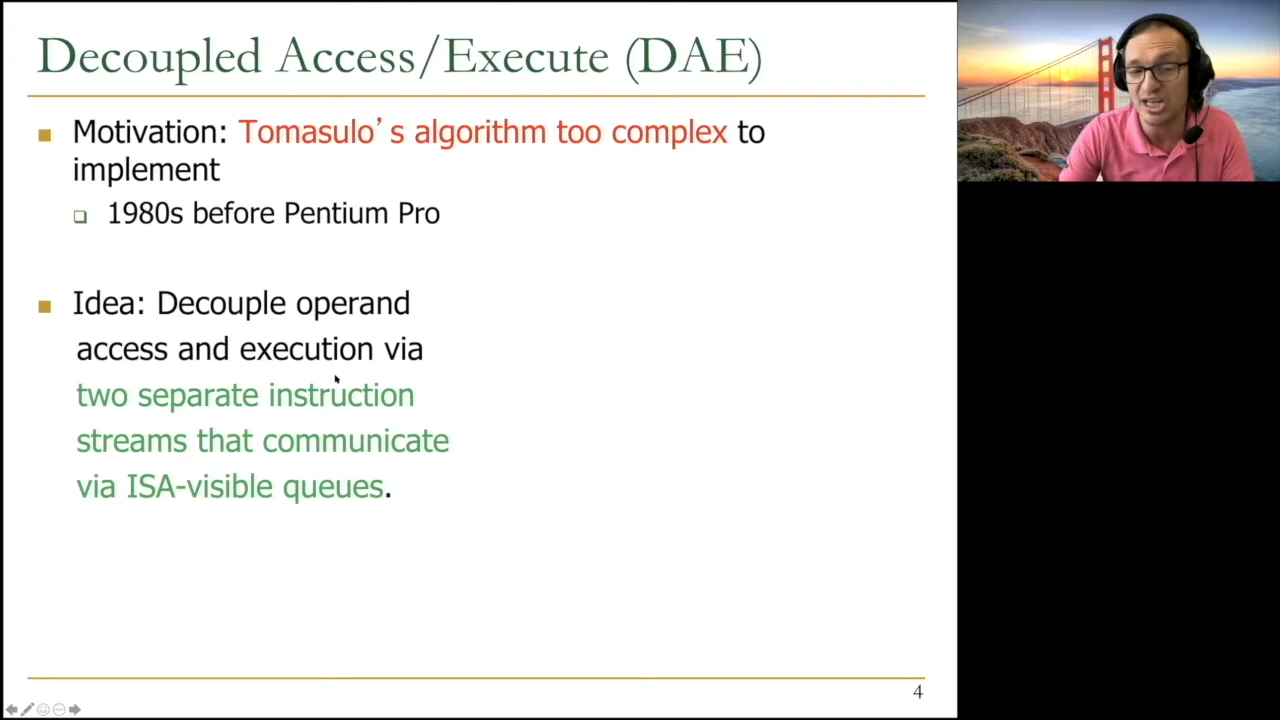 Decoupled Access/Execute (DAE)
Motivation: Tomasulo’s algorithm too complex to
implement
1980s before Pentium Pro
Idea: Decouple operand
access and execution via
two separate instruction
streams that communicate
via ISA-visible queues.
4